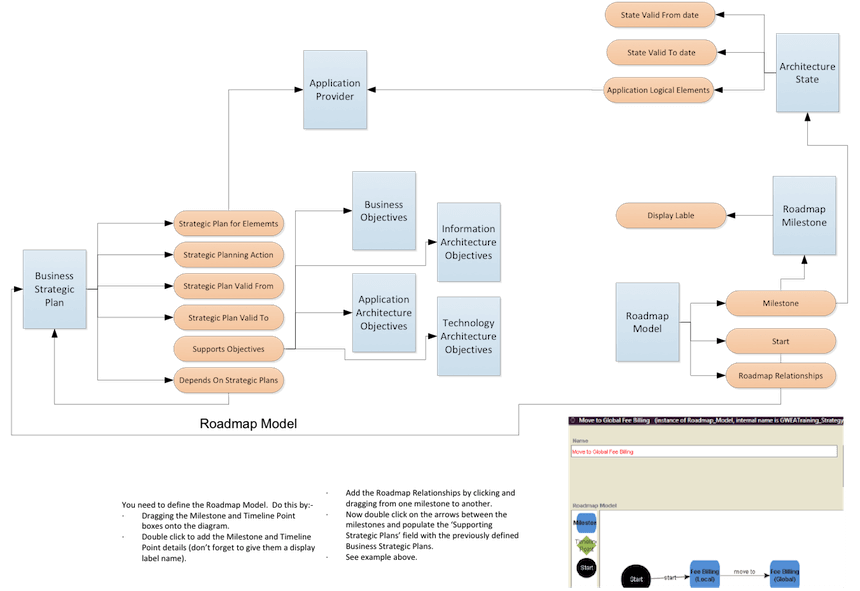 State Valid From date
State Valid To date
Application Logical Elements
Architecture
State
Application
Provider
Business
Objectives
Information
Architecture
Objectives
Strategic Plan for Elememts
Strategic Planning Action
Strategic Plan Valid From
Strategic Plan Valid To
Supports Objectives
Depends On Strategic Plans
Business
Strategic
Plan
Application
Architecture
Objectives
Technology
Architecture
Objectives
Display Lable
Roadmap
Milestone
Roadmap
Model
Milestone
Start
Roadmap Relationships
Roadmap Model
You need to define the Roadmap Model.  Do this by:-
· Dragging the Milestone and Timeline Point
boxes onto the diagram.
· Double click to add the Milestone and Timeline
Point details (don't forget to give them a display
label name).
· Add the Roadmap Relationships by clicking and
dragging from one milestone to another.
· Now double click on the arrows between the
milestones and populate the 'Supporting
Strategic Plans' field with the previously defined
Business Strategic Plans.
· See example above.
Move to Global Fee Billing (instance of Roadmap_Model, internal name is GWEATraining_Strategy
Name
Move to Global Fee Billing
Roadmap Model
Milestone
Timeline
Point
Start
Start
start
Fee Billing
(Local)
move to
Fee Billing
(Global)